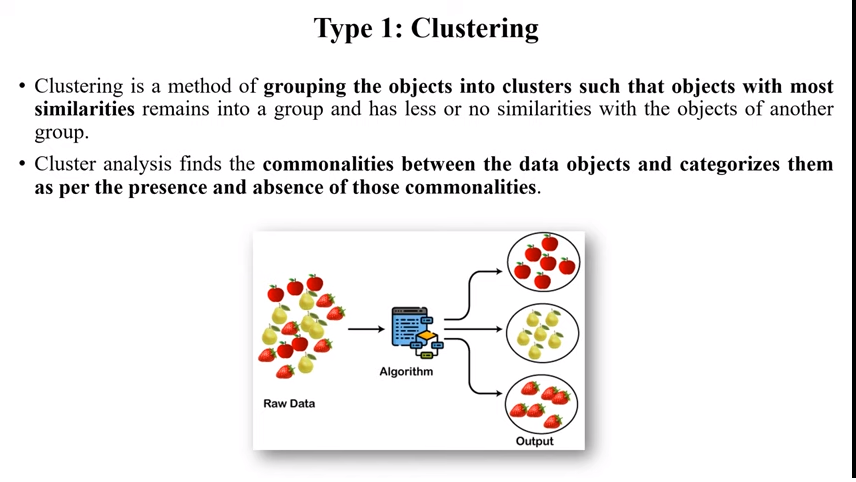 Type 1: Clustering
• Clustering is a method of grouping the objects into clusters such that objects with most
similarities remains into a group and has less or no similarities with the objects of another
group.
• Cluster analysis finds the commonalities between the data objects and categorizes them
as per the presence and absence of those commonalities.
Algorithm
Raw Data
Output